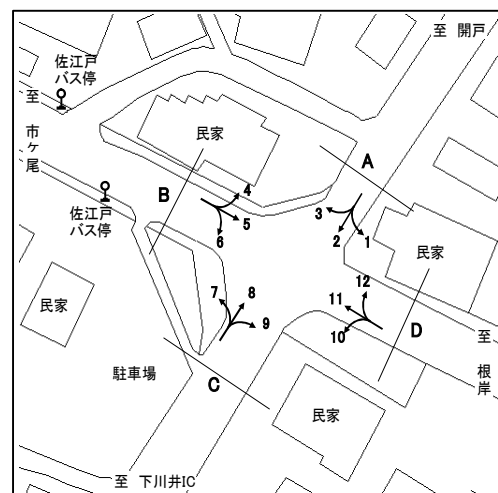 至 開戸
佐江戸
バス停
至
市ヶ尾
民家
A
B
4
5
6
3
2
1
佐江戸
バス停
民家
12
11
10
D
7
8
9
民家
至
根岸
駐車場
C
民家
至 下川井IC